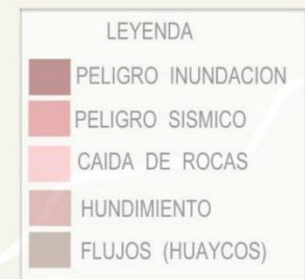 LEYENDA
PELIGRO INUNDACION
PELIGRO SISMICO
CAIDA DE ROCAS
HUNDIMIENTO
FLUJOS (HUAYCOS)